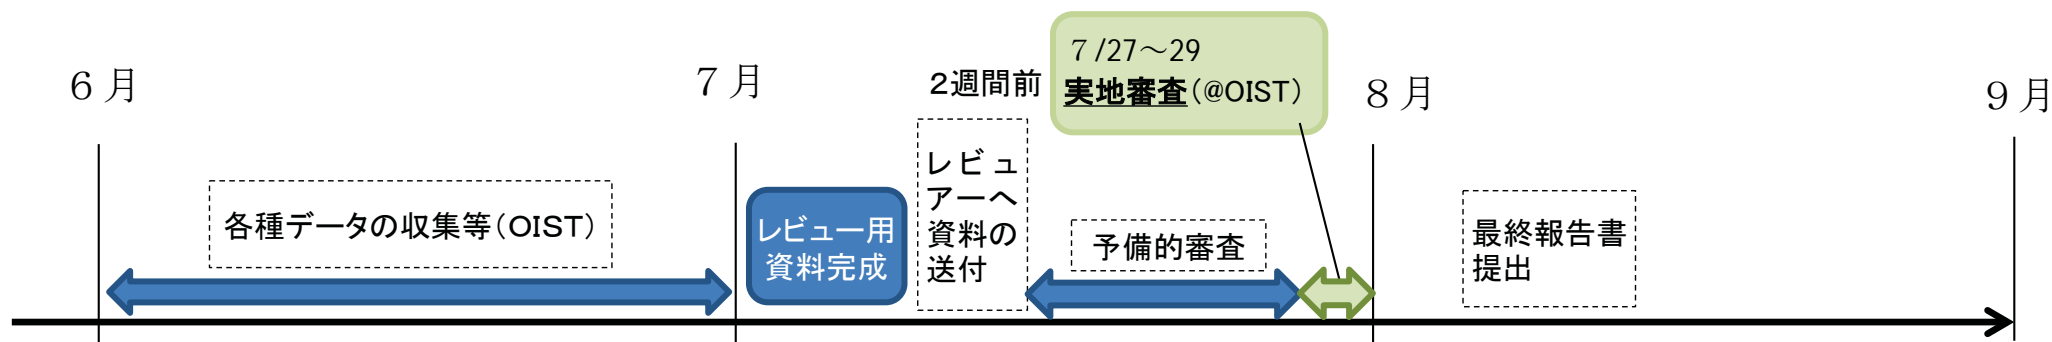 ６月
７月
２週間前
７/27～29
実地審査（@OIST）
８月
９月
各種データの収集等（OIST）
レビュー用
資料完成
レビュ
アーへ
資料の
送付
予備的審査
最終報告書
提出